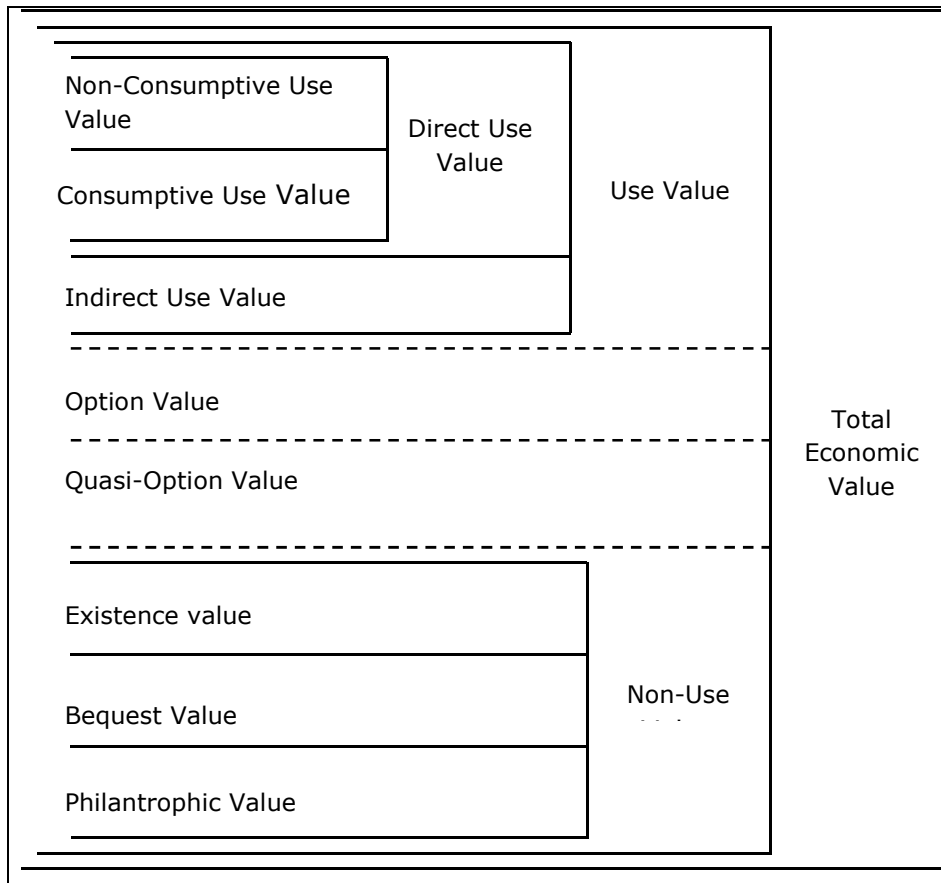 Non-Consumptive Use
Value
Direct Use
Value
Consumptive Use Value
Use Value
Indirect Use Value
Option Value
Total
Economic
Value
Quasi-Option Value
Existence value
Non-Use
Bequest Value
Philantrophic Value